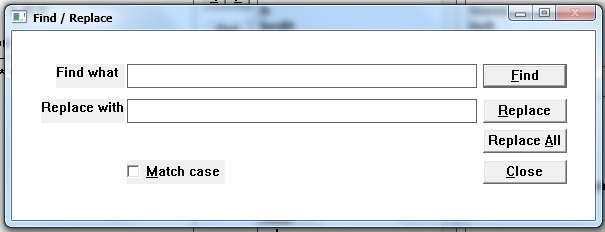 Find / Replace
Find what
Find
Replace with
Replace
Replace All
Match case
Close